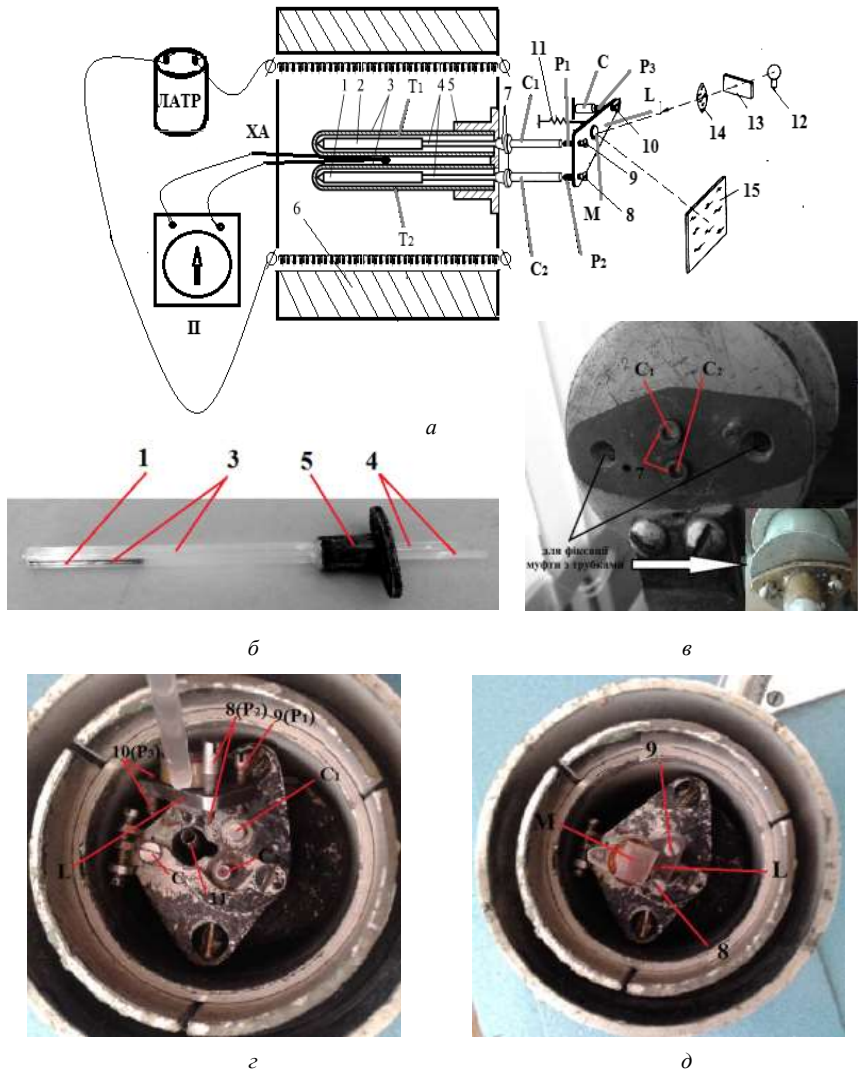 ЛАТР
ХА
П
1 2 3 T₁ 4 5
7
C₁
11
P₁
C
P₃
L
10
14
13
12
9
8
M
15
6
T₂
C₂
P₂
а
1
3
5
4
б
C₁
C₂
7
для фіксації
муфти з трубками
в
8(P₂)
9(P₁)
10(P₃)
C₁
L
C
C
11
г
9
M
L
8
д